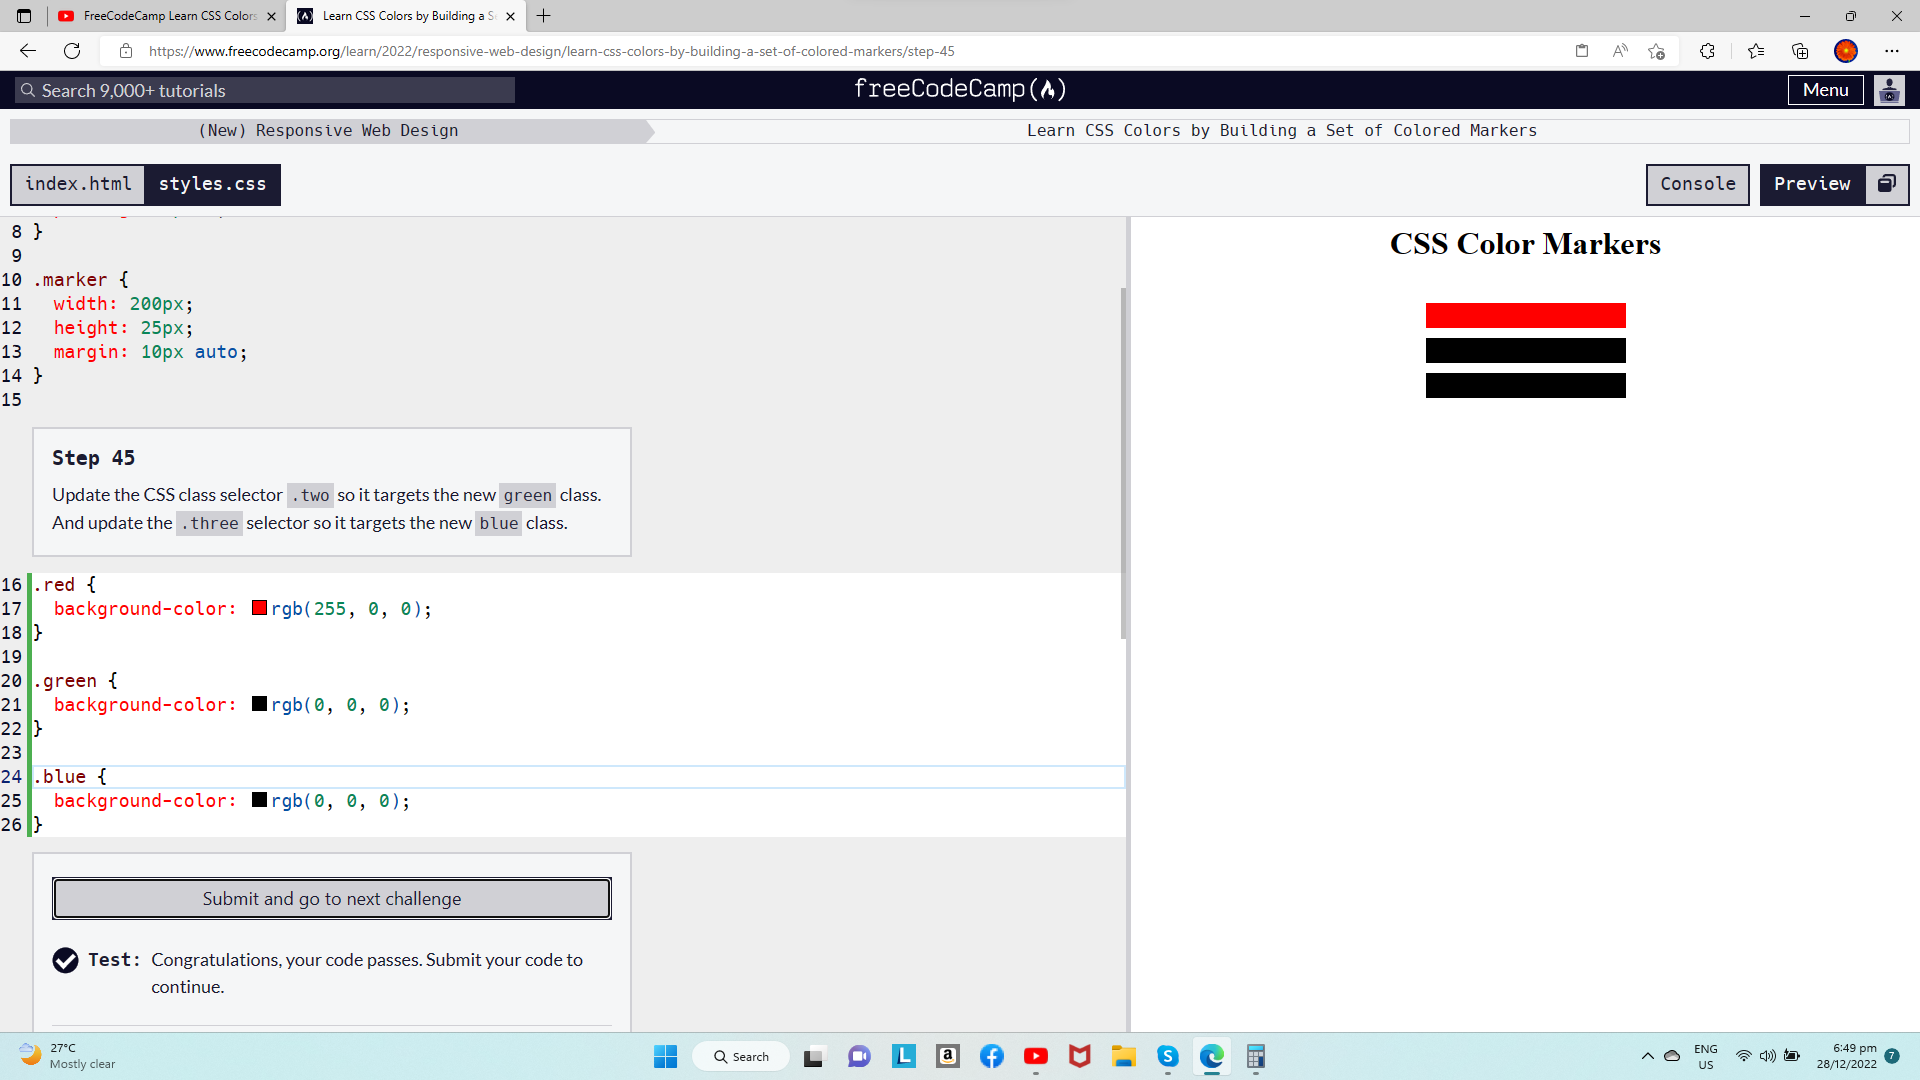 FreeCodeCamp Learn CSS Colors
Learn CSS Colors by Building a Se
https://www.freecodecamp.org/learn/2022/responsive-web-design/learn-css-colors-by-building-a-set-of-colored-markers/step-45
Search 9,000+ tutorials
freeCodeCamp
Menu
(New) Responsive Web Design
Learn CSS Colors by Building a Set of Colored Markers
index.html
styles.css
Console
Preview
8 }
9
10 .marker {
11 width: 200px;
12 height: 25px;
13 margin: 10px auto;
14 }
15
Step 45
Update the CSS class selector .two so it targets the new green class.
And update the .three selector so it targets the new blue class.
16 .red {
17 background-color: rgb(255, 0, 0);
18 }
19
20 .green {
21 background-color: rgb(0, 0, 0);
22 }
23
24 .blue {
25 background-color: rgb(0, 0, 0);
26 }
Submit and go to next challenge
Test: Congratulations, your code passes. Submit your code to
continue.
CSS Color Markers
27°C
Mostly clear
Search
ENG
US
6:49 pm
28/12/2022
7